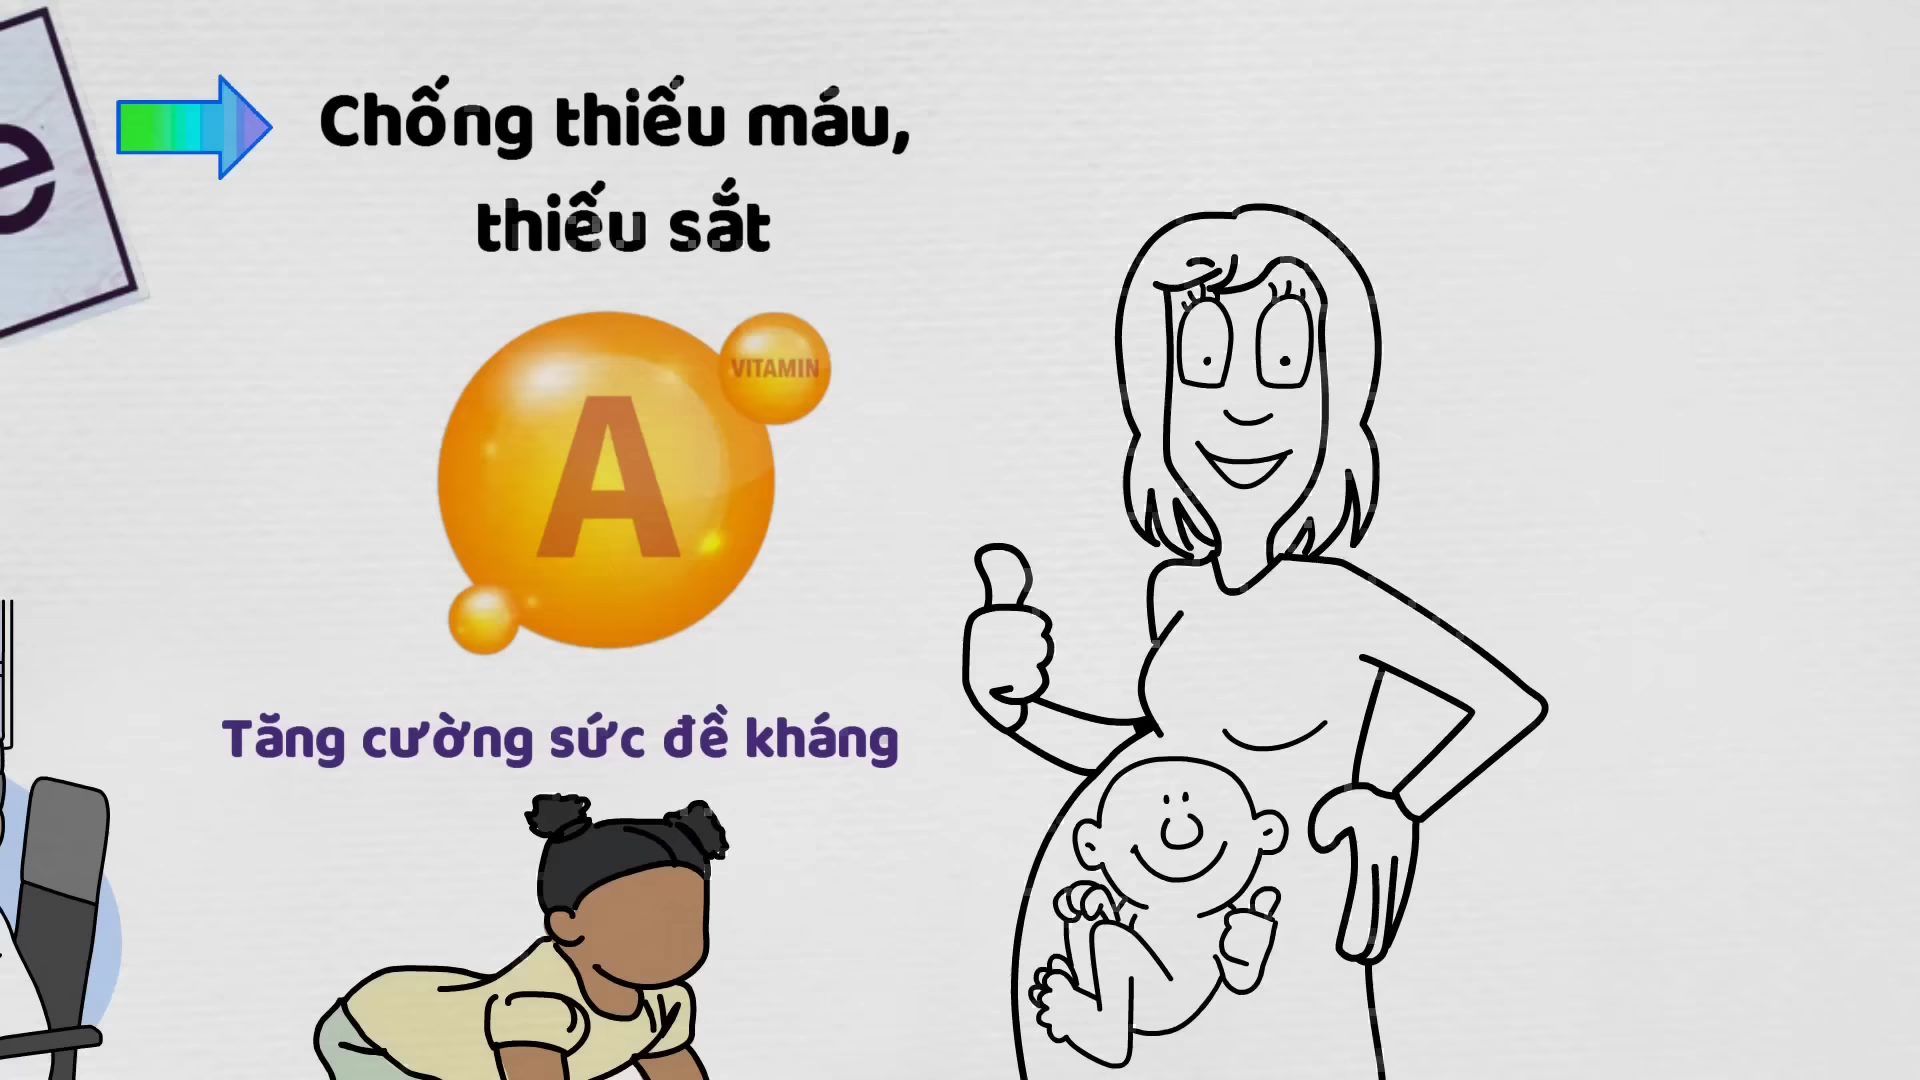 e
Chống thiếu máu,
thiếu sắt
VITAMIN
A
Tăng cường sức đề kháng